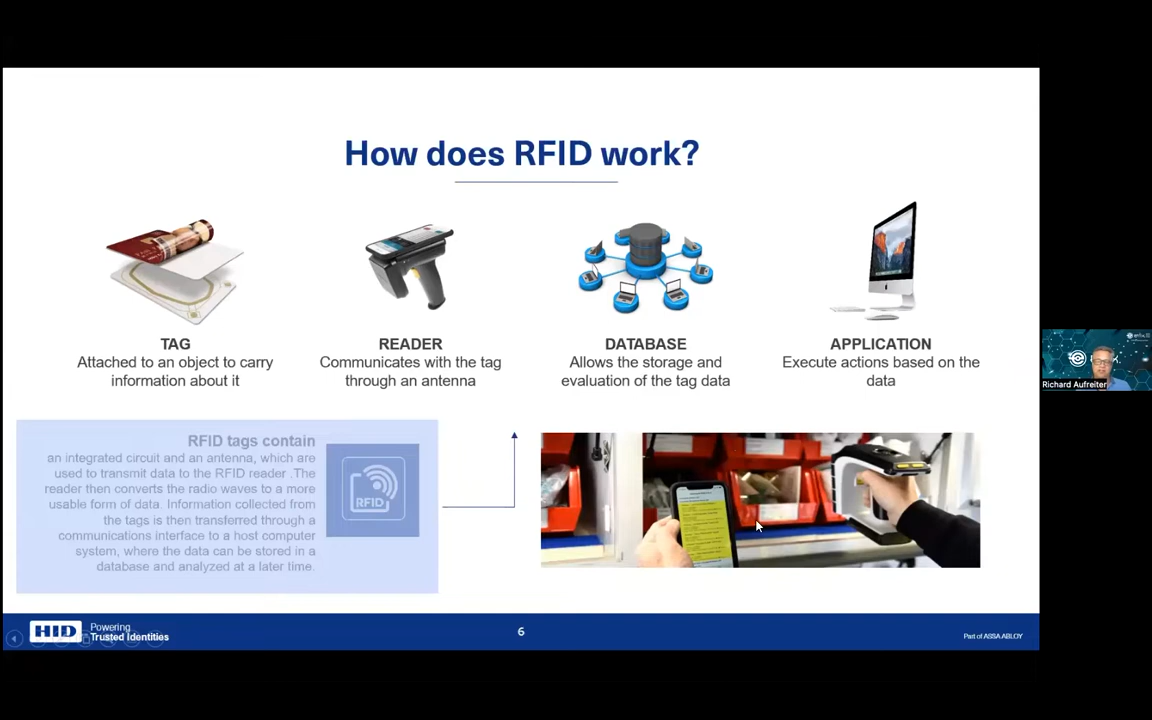 How does RFID work?
TAG
Attached to an object to carry
information about it
READER
Communicates with the tag
through an antenna
DATABASE
Allows the storage and
evaluation of the tag data
APPLICATION
Execute actions based on the
data
RFID tags contain
an integrated circuit and an antenna, which are
used to transmit data to the RFID reader .The
reader then converts the radio waves to a more
usable form of data. Information collected from
the tags is then transferred through a
communications interface to a host computer
system, where the data can be stored in a
database and analyzed at a later time.
RFID
HID
Powering
Trusted Identities
6
Part of ASSA ABLOY
Richard Aufreiter